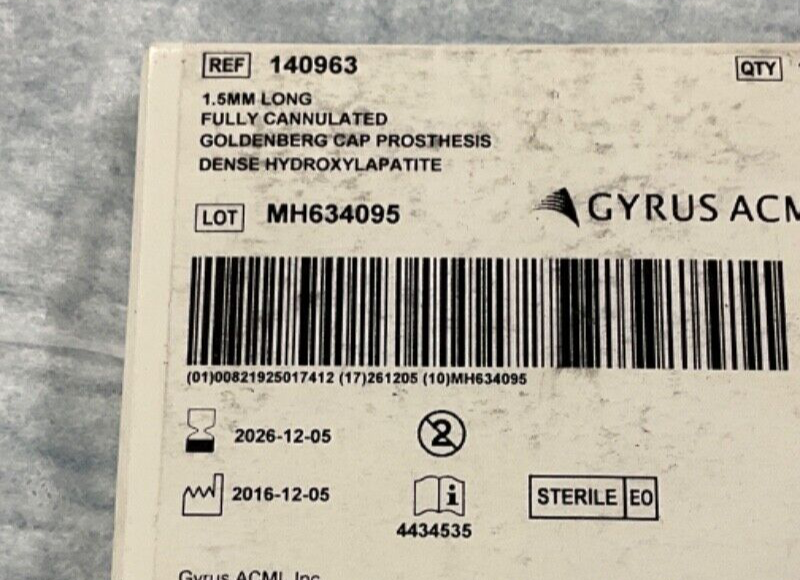 REF 140963
QTY
1.5MM LONG
FULLY CANNULATED
GOLDENBERG CAP PROSTHESIS
DENSE HYDROXYLAPATITE
LOT MH634095
GYRUS ACM
(01)00821925017412 (17)261205 (10)MH634095
2026-12-05
2
2016-12-05
i
STERILE EO
4434535
Gyrus ACMI, Inc